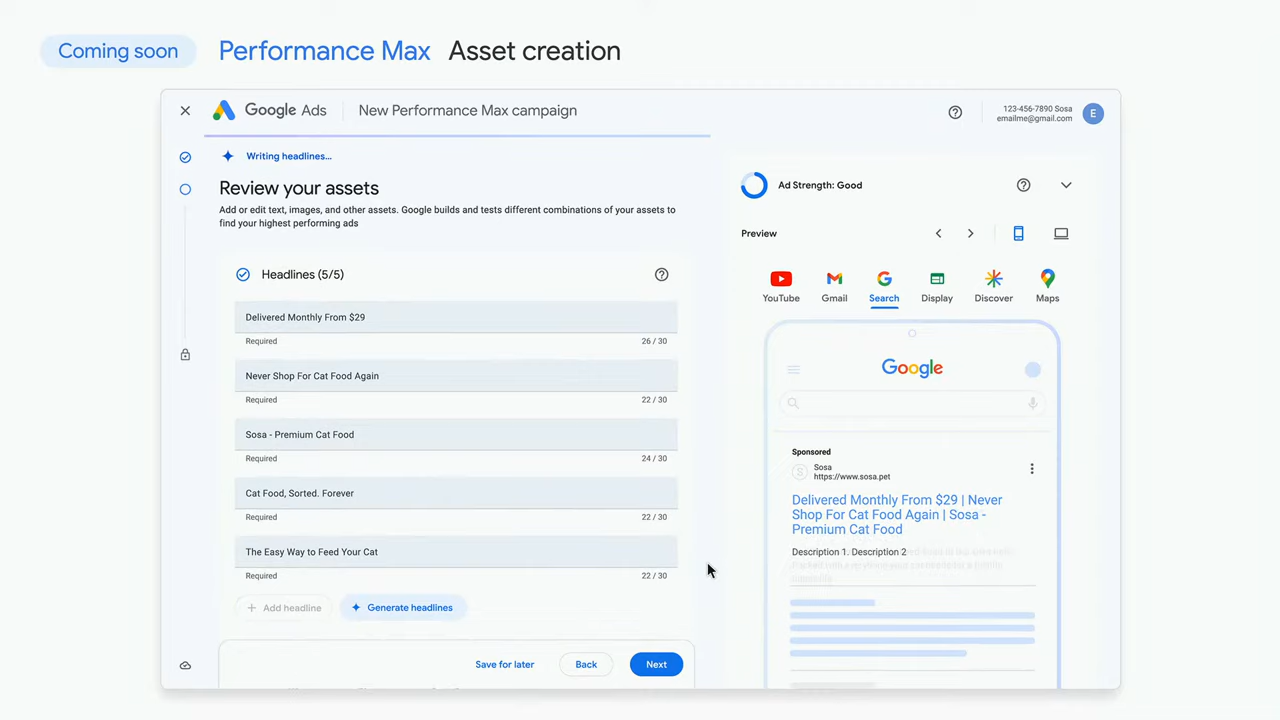 Coming soon
Performance Max Asset creation
Google Ads
New Performance Max campaign
123-456-7890 Sosa
emailme@gmail.com
E
Writing headlines...
Review your assets
Add or edit text, images, and other assets. Google builds and tests different combinations of your assets to
find your highest performing ads
Headlines (5/5)
Delivered Monthly From $29
Required
26 / 30
Never Shop For Cat Food Again
Required
22 / 30
Sosa - Premium Cat Food
Required
24 / 30
Cat Food, Sorted. Forever
Required
22 / 30
The Easy Way to Feed Your Cat
Required
22 / 30
+ Add headline
Generate headlines
Save for later
Back
Next
Ad Strength: Good
Preview
YouTube
Gmail
Search
Display
Discover
Maps
Google
Sponsored
S
Sosa
https://www.sosa.pet
Delivered Monthly From $29 | Never
Shop For Cat Food Again | Sosa -
Premium Cat Food
Description 1. Description 2